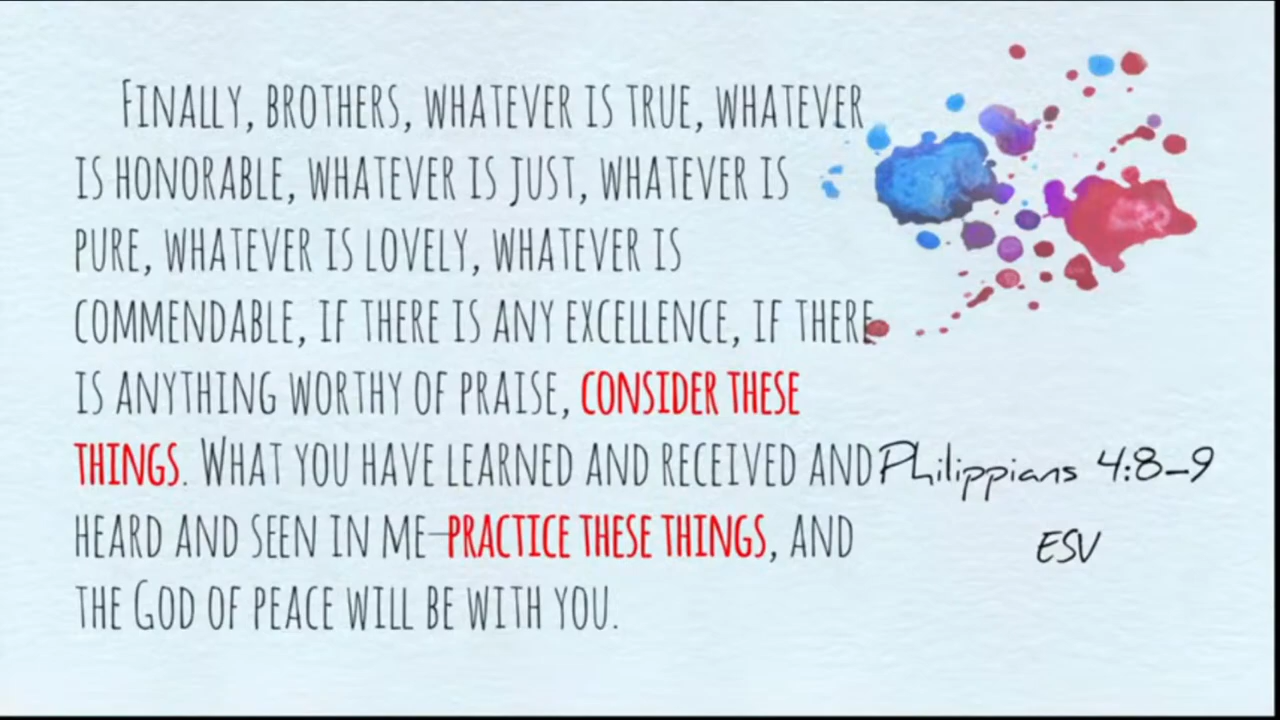 Finally, brothers, whatever is true, whatever
is honorable, whatever is just, whatever is
pure, whatever is lovely, whatever is
commendable, if there is any excellence, if there
is anything worthy of praise, consider these
things. What you have learned and received and
heard and seen in me—practice these things, and
the God of peace will be with you.
Philippians 4:8–9
ESV